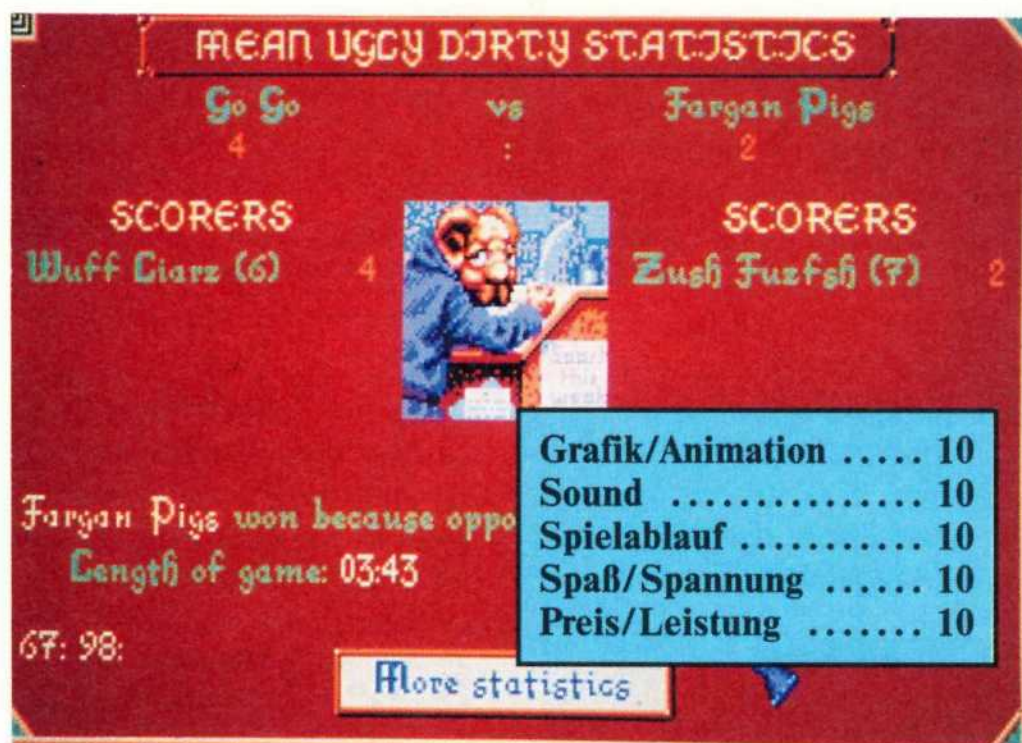 MEAN UGLY DIRTY STATISTICS
Go Go vs Fargan Pigs
4 : 2
SCORERS SCORERS
Wuff Liarz (6) 4 Zush Fuzfsh (7) 2
this
Grafik/Animation ..... 10
Sound .............. 10
Spielablauf ........... 10
Spaß/Spannung ...... 10
Preis/Leistung ....... 10
Fargan Pigs won because oppo
Length of game: 03:43
67: 98:
More statistics